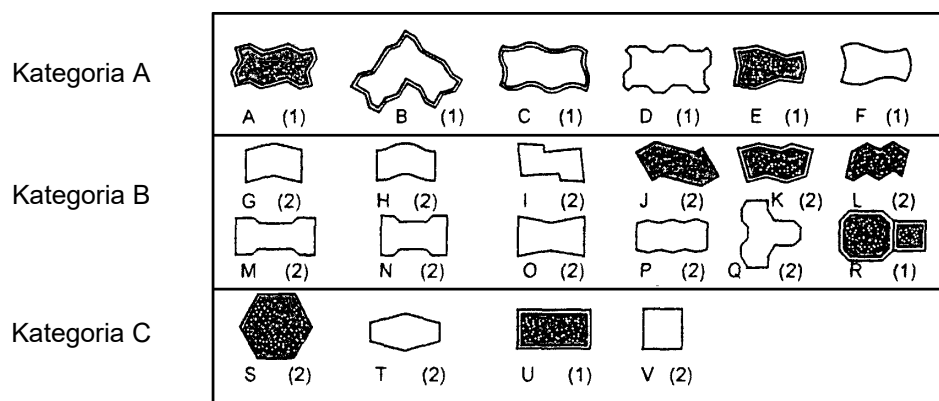 Kategoria A
A (1) B (1) C (1) D (1) E (1) F (1)
Kategoria B
G (2) H (2) I (2) J (2) K (2) L (2)
M (2) N (2) O (2) P (2) Q (2) R (1)
Kategoria C
S (2) T (2) U (1) V (2)